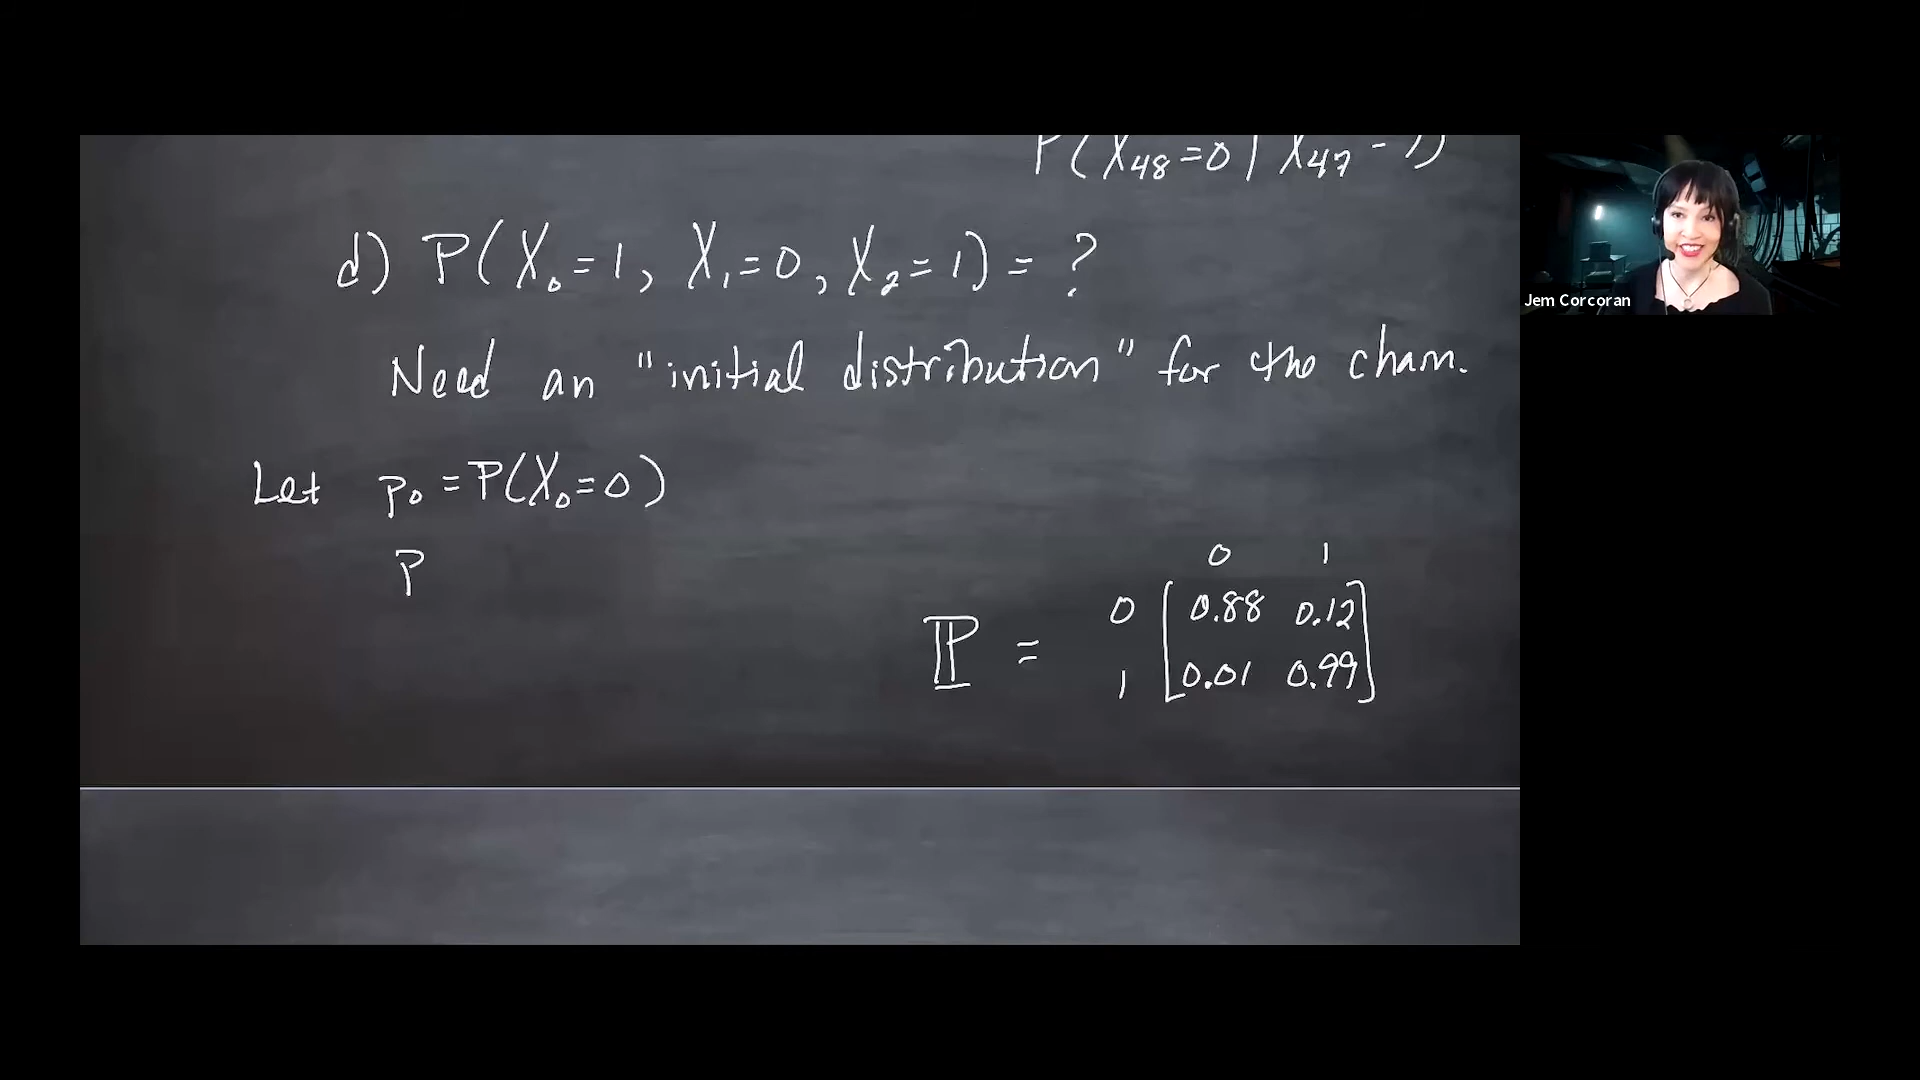 P(X₄₈=0 | X₄₇ = 1)
d) P(X₀=1, X₁=0, X₂=1) = ?
Jem Corcoran
Need an "initial distribution" for the chain.
Let p₀ = P(X₀=0)
P
0 1
ℙ = 0 [0.88 0.12]
1 [0.01 0.99]